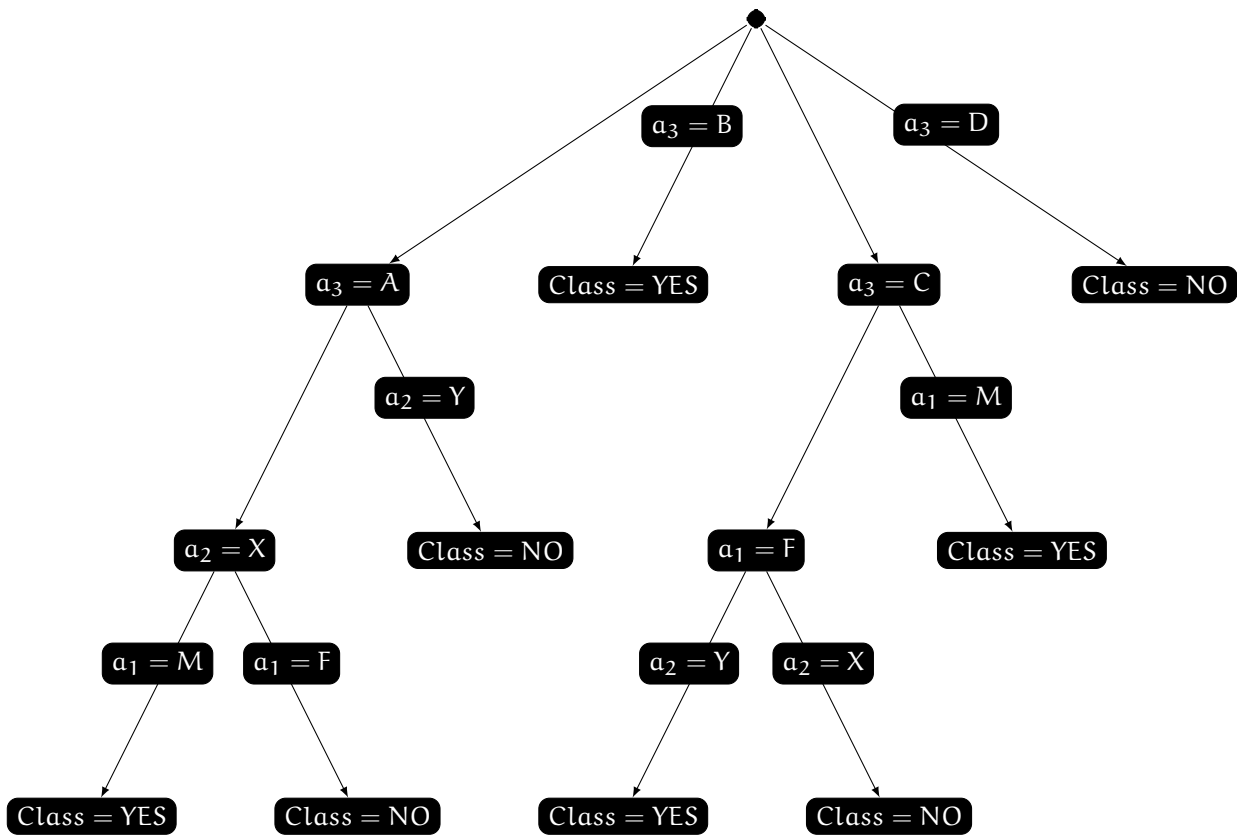 a₃ = B
a₃ = D
a₃ = A
Class = YES
a₃ = C
Class = NO
a₂ = Y
a₁ = M
a₂ = X
Class = NO
a₁ = F
Class = YES
a₁ = M
a₁ = F
a₂ = Y
a₂ = X
Class = YES
Class = NO
Class = YES
Class = NO